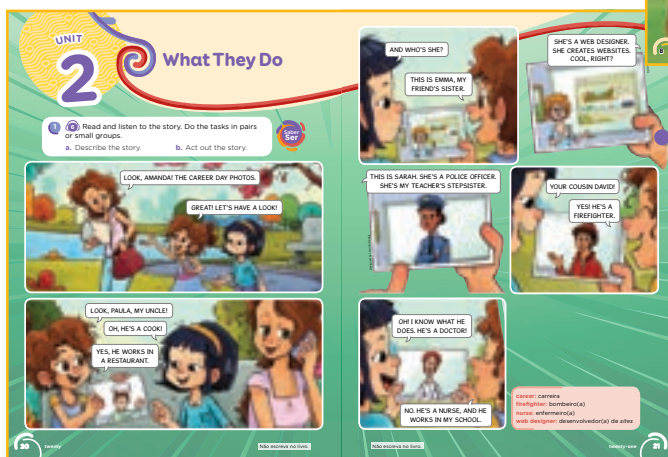 UNIT
2
What They Do
1 6 Read and listen to the story. Do the tasks in pairs
or small groups.
a. Describe the story.
b. Act out the story.
Saber
Ser
LOOK, AMANDA! THE CAREER DAY PHOTOS.
GREAT! LET'S HAVE A LOOK!
LOOK, PAULA, MY UNCLE!
OH, HE'S A COOK!
YES, HE WORKS IN
A RESTAURANT.
20
twenty
Não escreva no livro.
AND WHO'S SHE?
THIS IS EMMA, MY
FRIEND'S SISTER.
SHE'S A WEB DESIGNER.
SHE CREATES WEBSITES.
COOL, RIGHT?
THIS IS SARAH. SHE'S A POLICE OFFICER.
SHE'S MY TEACHER'S STEPSISTER.
YOUR COUSIN DAVID!
YES! HE'S A
FIREFIGHTER.
OH! I KNOW WHAT HE
DOES. HE'S A DOCTOR!
NO. HE'S A NURSE, AND HE
WORKS IN MY SCHOOL.
career: carreira
firefighter: bombeiro(a)
nurse: enfermeiro(a)
web designer: desenvolvedor(a) de sites
Não escreva no livro.
twenty-one
21
8